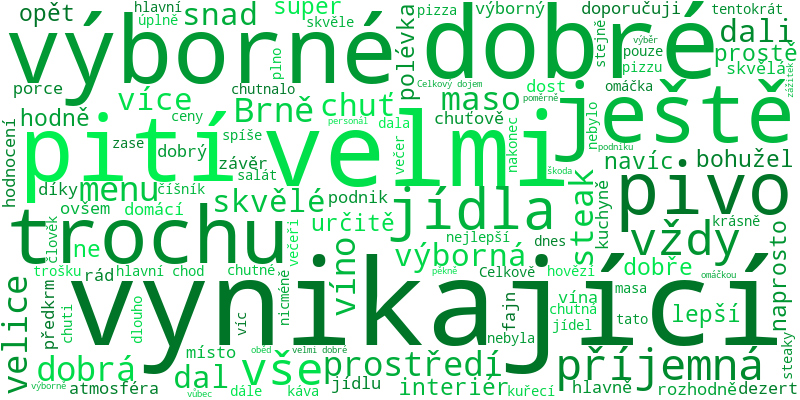 hlavní
snad
super
pizza
výborný
doporučuji
tentokrát
opět
úplně
skvěle
výborné
dobré
dali
plno
polévka
stejně
výběr
pouze
prostě
pizzu
skvělá
zážitek
porce
více
chutnalo
Celkový dojem
maso
dost
omáčka
poměrně
ještě
hodně
Brně
chuť
ceny
personál
dala
chuťově
nebylo
hodnocení
pití
velmi
zase
spíše
nakonec
podniku
dobrý
závěr
večer
navíc
bohužel
salát
škoda
díky
číšník
menu
skvělé
podnik
jídla
steak
kuchyně
pivo
ovšem
domácí
určitě
trochu
člověk
ne
večeři
víno
nejlepší
dnes
výborná
vždy
krásně
naprosto
trošku
rád
hlavní chod
chutné
pěkně
Celkově
hovězí
dobře
omáčkou
velice
předkrm
chuti
dlouho
víc
nicméně
vynikající
fajn
vína
chutná
masa
jídel
tato
lepší
nebyla
místo
oběd
velmi dobré
dobrá
vše
prostředí
příjemná
steaky
výborně
atmosféra
dal
vůbec
dále
káva
jídlu
interiér
kuřecí
hlavně
rozhodně
dezert